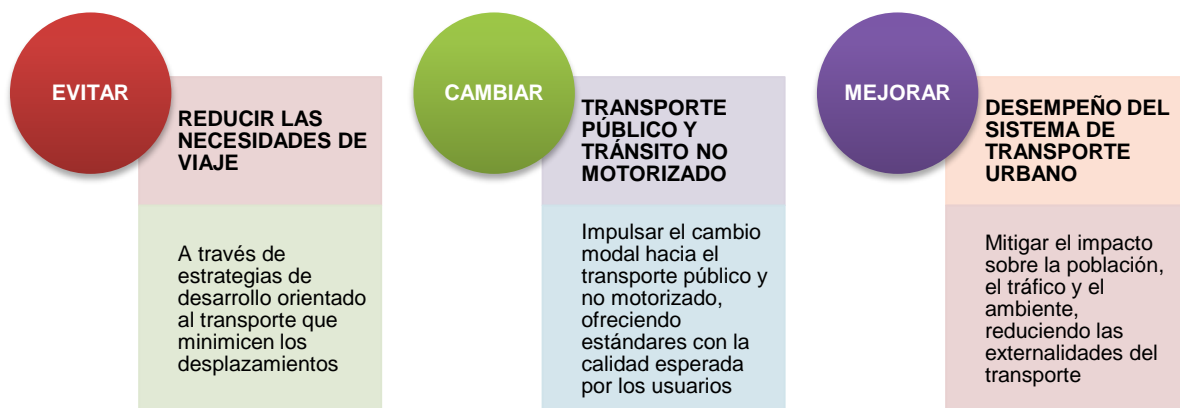 EVITAR
REDUCIR LAS
NECESIDADES DE
VIAJE
A través de
estrategias de
desarrollo orientado
al transporte que
minimicen los
desplazamientos
CAMBIAR
TRANSPORTE
PÚBLICO Y
TRÁNSITO NO
MOTORIZADO
Impulsar el cambio
modal hacia el
transporte público y
no motorizado,
ofreciendo
estándares con la
calidad esperada
por los usuarios
MEJORAR
DESEMPEÑO DEL
SISTEMA DE
TRANSPORTE
URBANO
Mitigar el impacto
sobre la población,
el tráfico y el
ambiente,
reduciendo las
externalidades del
transporte